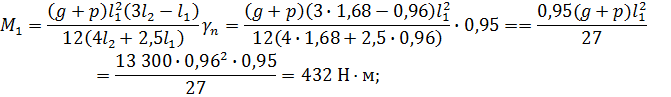 M₁ = (g + p)l₁²(3l₂ − l₁) / 12(4l₂ + 2,5l₁) γₙ = (g + p)(3 · 1,68 − 0,96)l₁² / 12(4 · 1,68 + 2,5 · 0,96) · 0,95 == 0,95(g + p)l₁² / 27
= 13 300 · 0,96² · 0,95 / 27 = 432 Н · м;